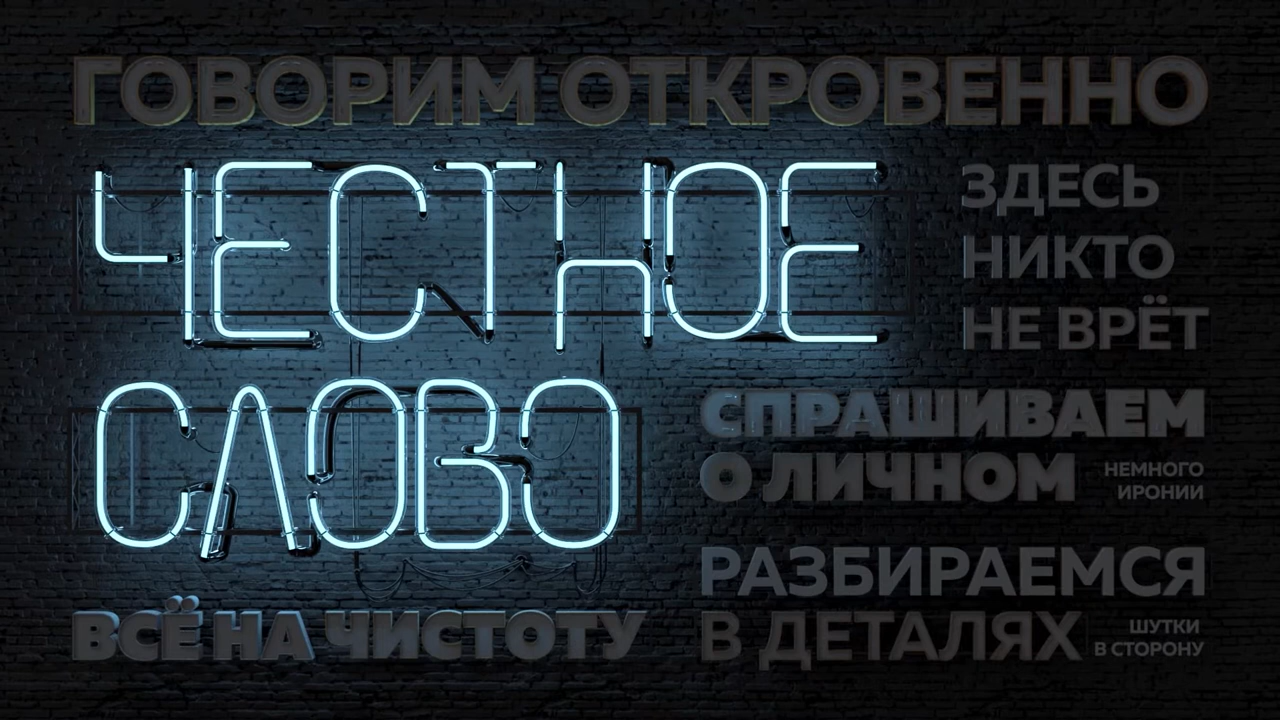 ГОВОРИМ ОТКРОВЕННО
ЧЕСТНОЕ
СЛОВО
ЗДЕСЬ
НИКТО
НЕ ВРЁТ
СПРАШИВАЕМ
О ЛИЧНОМ
НЕМНОГО
ИРОНИИ
РАЗБИРАЕМСЯ
В ДЕТАЛЯХ
ШУТКИ
В СТОРОНУ
ВСЁ НА ЧИСТОТУ